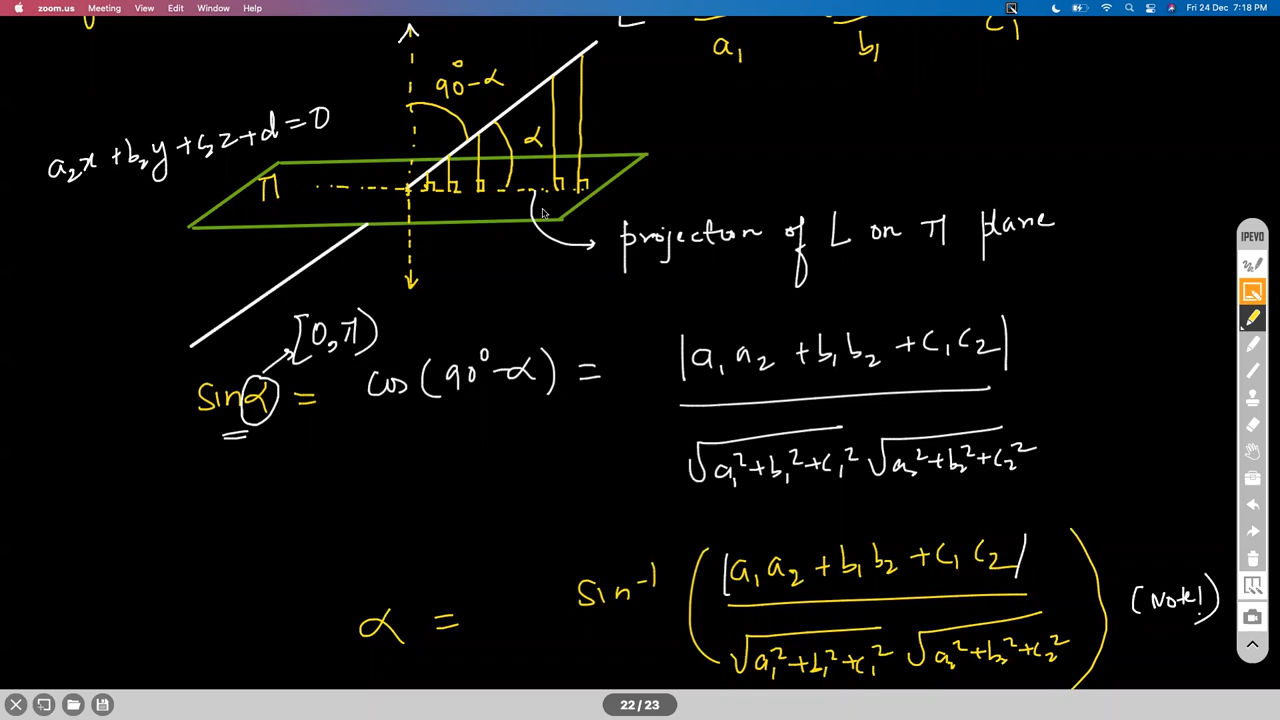 zoom.us Meeting View Edit Window Help Fri 24 Dec 7:18 PM
L
a₁ b₁ c₁
90°-α
a₂x + b₂y + c₂z + d = 0
α
π
projection of L on π plane
[0, π)
sin α = cos(90°-α) = |a₁a₂ + b₁b₂ + c₁c₂|
√a₁²+b₁²+c₁² √a₂²+b₂²+c₂²
α = sin⁻¹ ( |a₁a₂ + b₁b₂ + c₁c₂| ) (Note!)
√a₁²+b₁²+c₁² √a₂²+b₂²+c₂²
IPEVO
22 / 23